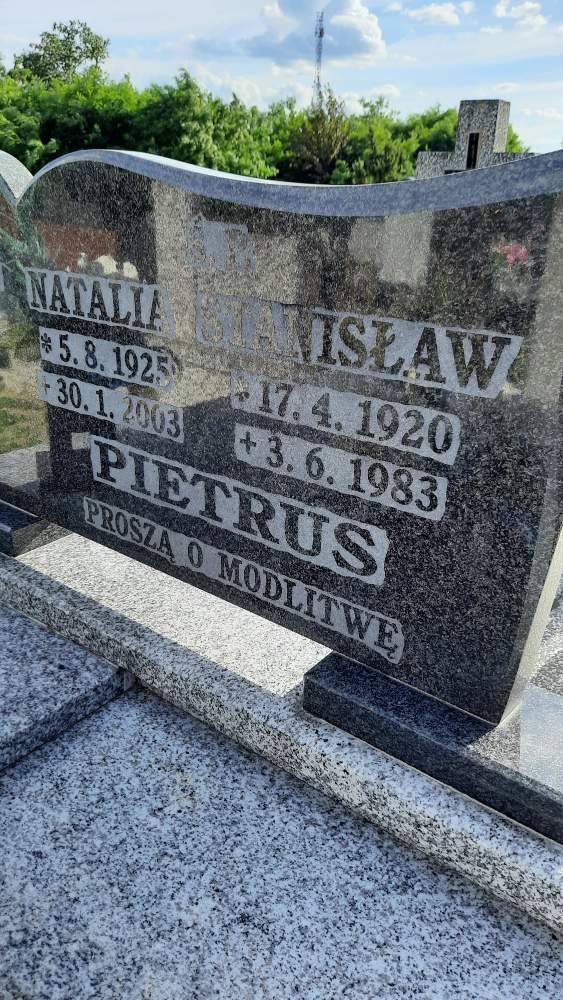 Ś.P.
NATALIA STANISŁAW
* 5. 8. 1925 * 17. 4. 1920
+ 30. 1. 2003 + 3. 6. 1983
PIETRUS
PROSZĄ O MODLITWĘ